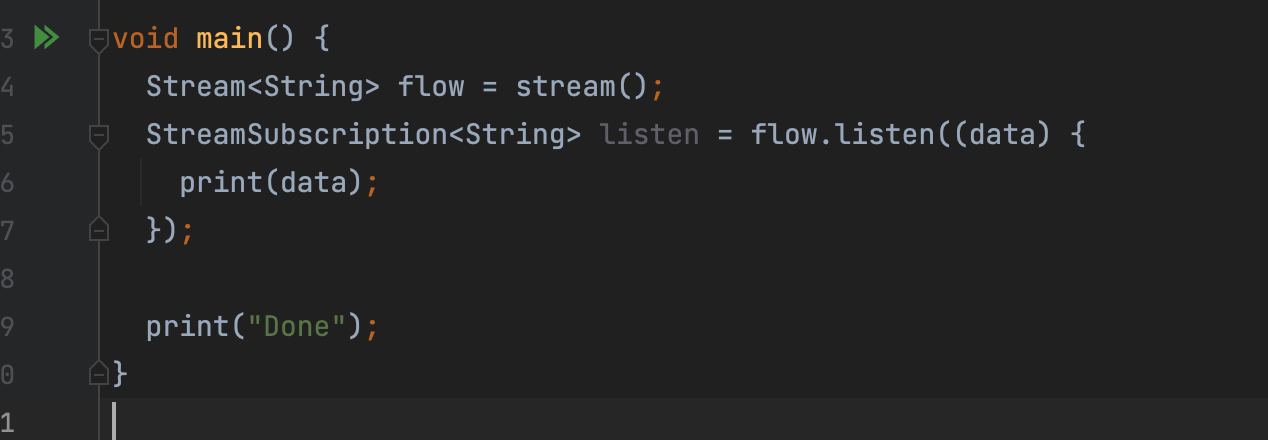 3 void main() {
4 Stream<String> flow = stream();
5 StreamSubscription<String> listen = flow.listen((data) {
6 print(data);
7 });
8
9 print("Done");
0 }
1